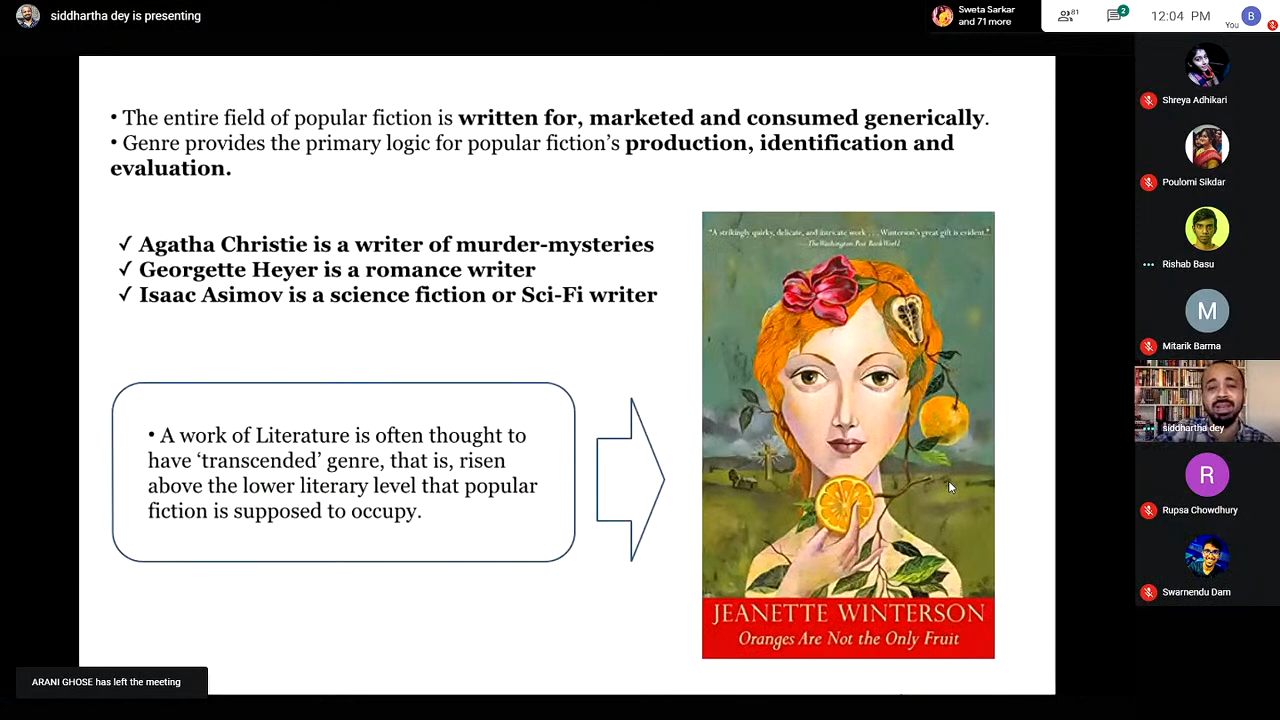 siddhartha dey is presenting
Sweta Sarkar
and 71 more
81
2
12:04 PM
You
B
• The entire field of popular fiction is written for, marketed and consumed generically.
• Genre provides the primary logic for popular fiction's production, identification and
evaluation.
✓ Agatha Christie is a writer of murder-mysteries
✓ Georgette Heyer is a romance writer
✓ Isaac Asimov is a science fiction or Sci-Fi writer
• A work of Literature is often thought to
have ‘transcended’ genre, that is, risen
above the lower literary level that popular
fiction is supposed to occupy.
"A strikingly quirky, delicate, and intricate work . . . Winterson's great gift is evident."
—The Washington Post Book World
JEANETTE WINTERSON
Oranges Are Not the Only Fruit
Shreya Adhikari
Poulomi Sikdar
Rishab Basu
M
Mitarik Barma
siddhartha dey
R
Rupsa Chowdhury
Swarnendu Dam
ARANI GHOSE has left the meeting